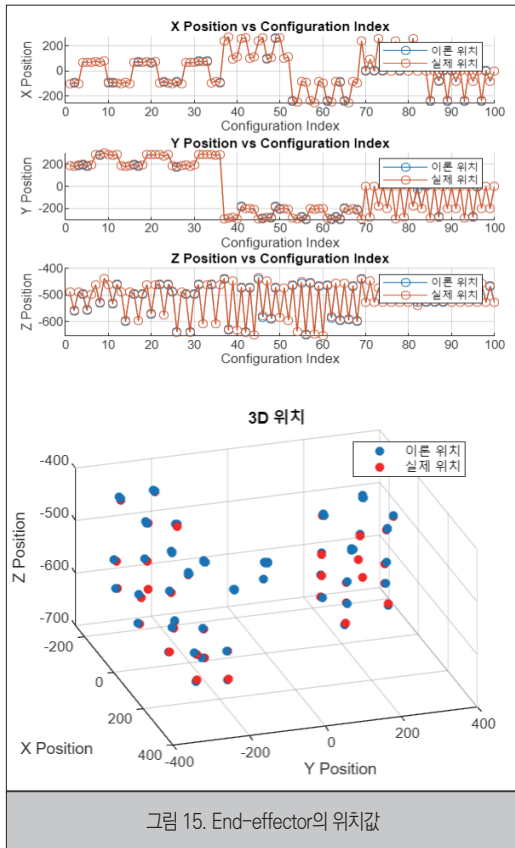 X Position vs Configuration Index
X Position
200
0
-200
이론 위치
실제 위치
0 10 20 30 40 50 60 70 80 90 100
Configuration Index
Y Position vs Configuration Index
Y Position
200
0
-200
이론 위치
실제 위치
0 10 20 30 40 50 60 70 80 90 100
Configuration Index
Z Position vs Configuration Index
Z Position
-400
-500
-600
이론 위치
실제 위치
0 10 20 30 40 50 60 70 80 90 100
Configuration Index
3D 위치
이론 위치
실제 위치
Z Position
-400
-500
-600
-700
-200
0
200
400
X Position
-400
-200
0
200
400
Y Position
그림 15. End-effector의 위치값